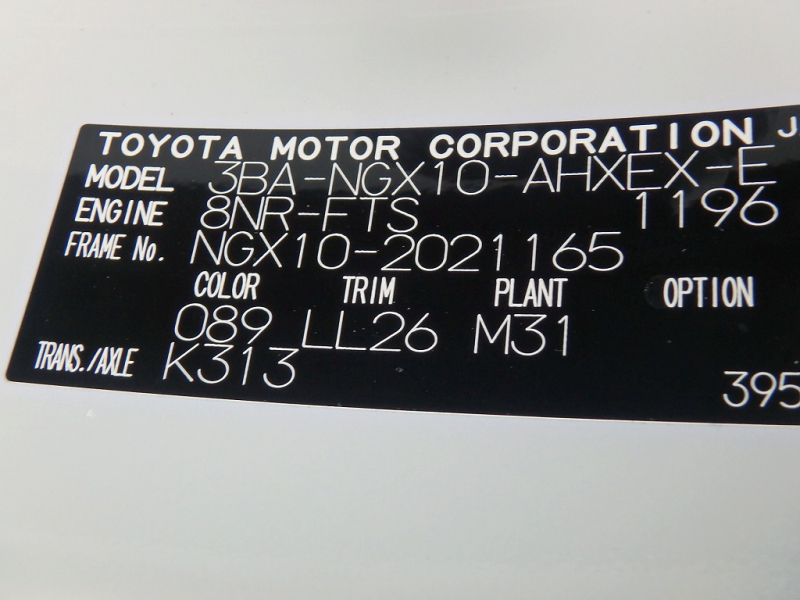 TOYOTA MOTOR CORPORATION J
MODEL 3BA-NGX10-AHXEX-E
ENGINE 8NR-FTS 1196
FRAME No. NGX10-2021165
COLOR TRIM PLANT OPTION
089 LL26 M31
TRANS./AXLE K313
395